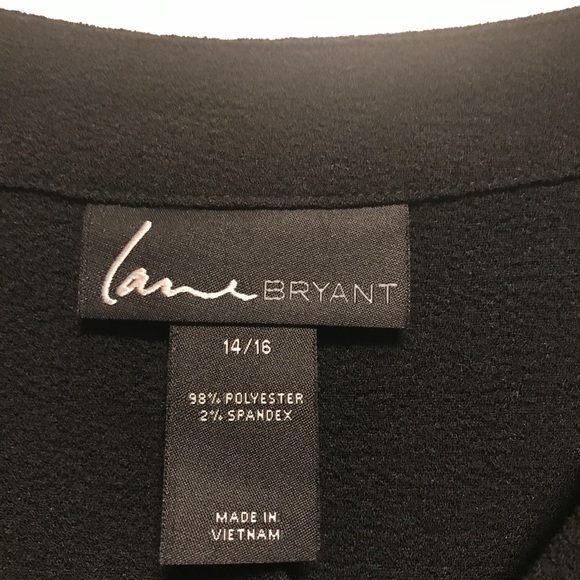 lane BRYANT
14/16
98% POLYESTER
2% SPANDEX
MADE IN
VIETNAM